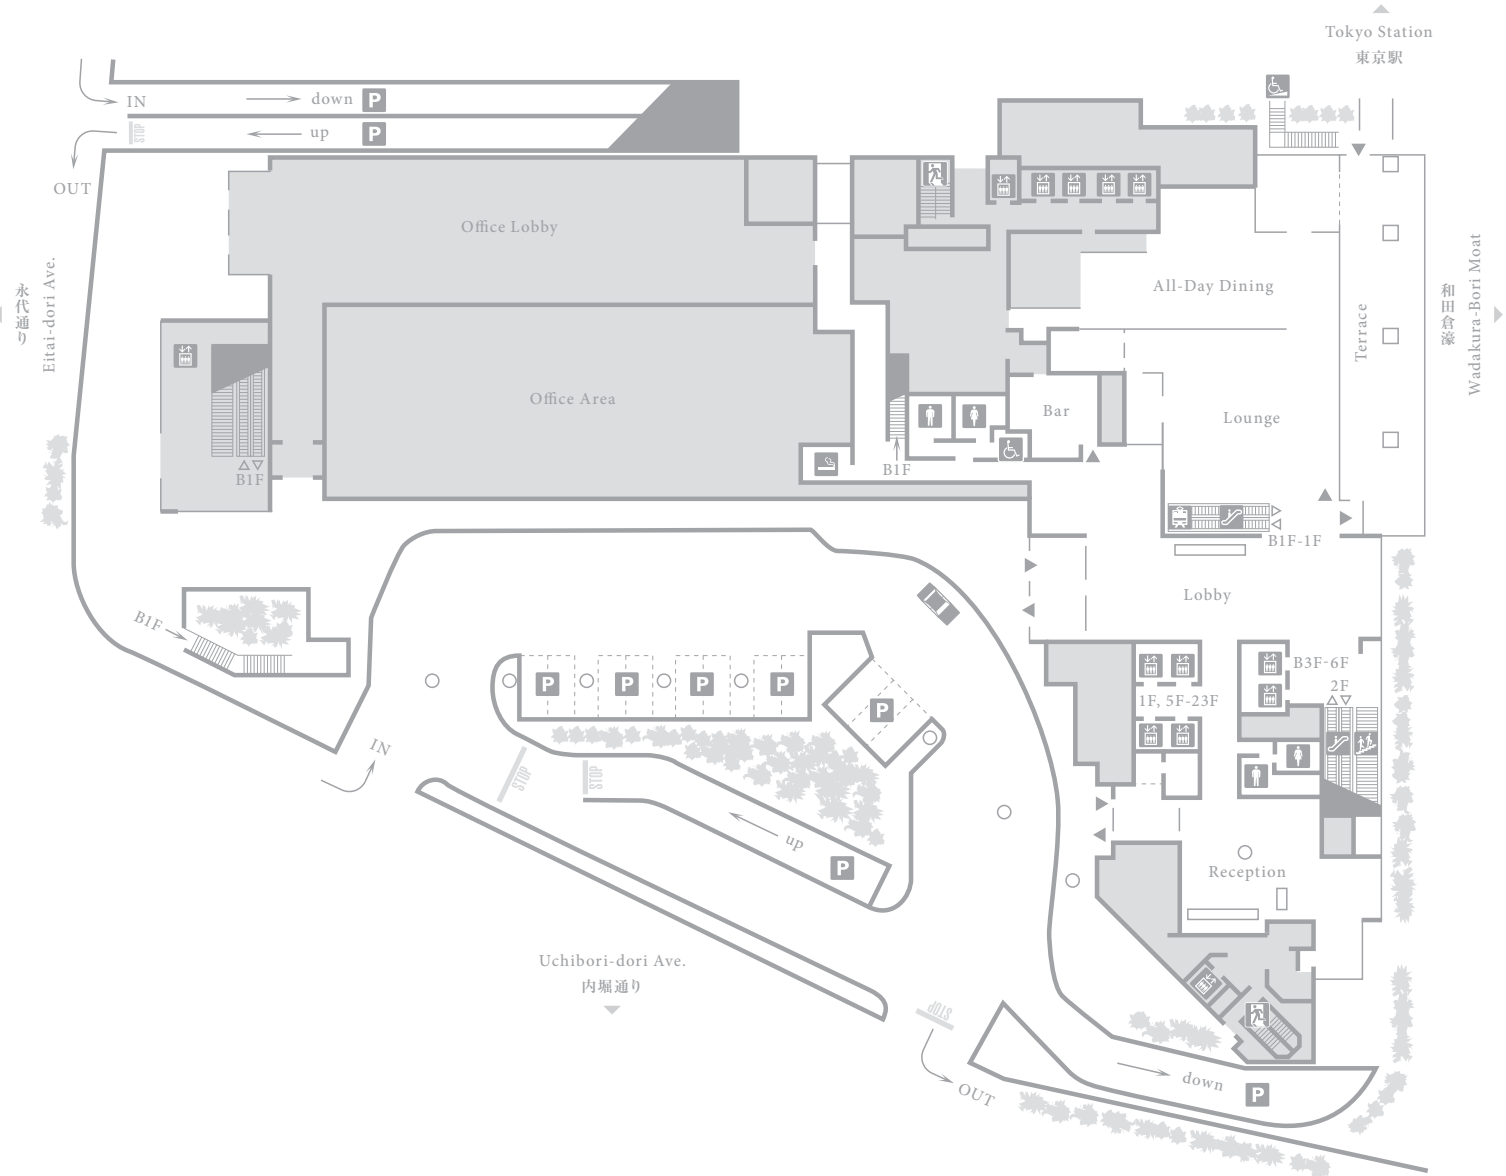 Tokyo Station
東京駅
IN
down
P
STOP
up
P
OUT
Office Lobby
永代通り
Eitai-dori Ave.
All-Day Dining
Terrace
和田倉濠
Wadakura-Bori Moat
Office Area
Bar
Lounge
B1F
B1F
B1F-1F
Lobby
B1F
B3F-6F
2F
1F, 5F-23F
P
P
P
P
P
IN
STOP
STOP
up
P
Reception
Uchibori-dori Ave.
内堀通り
STOP
OUT
down
P